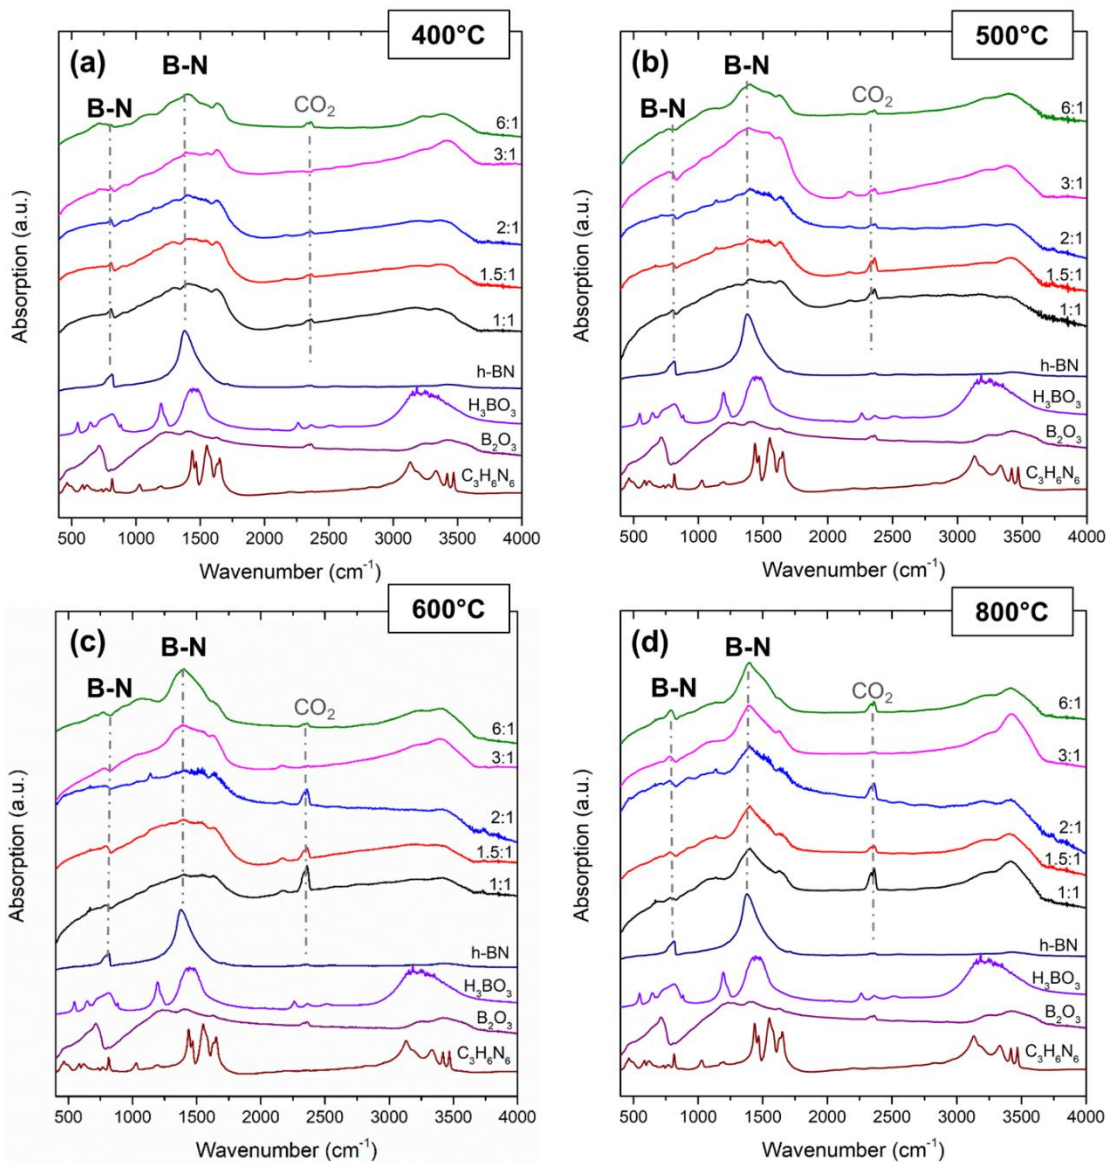 400°C
(a)
B-N
B-N
CO₂
6:1
3:1
2:1
1.5:1
1:1
h-BN
H₃BO₃
B₂O₃
C₃H₆N₆
Absorption (a.u.)
500 1000 1500 2000 2500 3000 3500 4000
Wavenumber (cm⁻¹)
500°C
(b)
B-N
B-N
CO₂
6:1
3:1
2:1
1.5:1
1:1
h-BN
H₃BO₃
B₂O₃
C₃H₆N₆
Absorption (a.u.)
500 1000 1500 2000 2500 3000 3500 4000
Wavenumber (cm⁻¹)
600°C
(c)
B-N
B-N
CO₂
6:1
3:1
2:1
1.5:1
1:1
h-BN
H₃BO₃
B₂O₃
C₃H₆N₆
Absorption (a.u.)
500 1000 1500 2000 2500 3000 3500 4000
Wavenumber (cm⁻¹)
800°C
(d)
B-N
B-N
CO₂
6:1
3:1
2:1
1.5:1
1:1
h-BN
H₃BO₃
B₂O₃
C₃H₆N₆
Absorption (a.u.)
500 1000 1500 2000 2500 3000 3500 4000
Wavenumber (cm⁻¹)